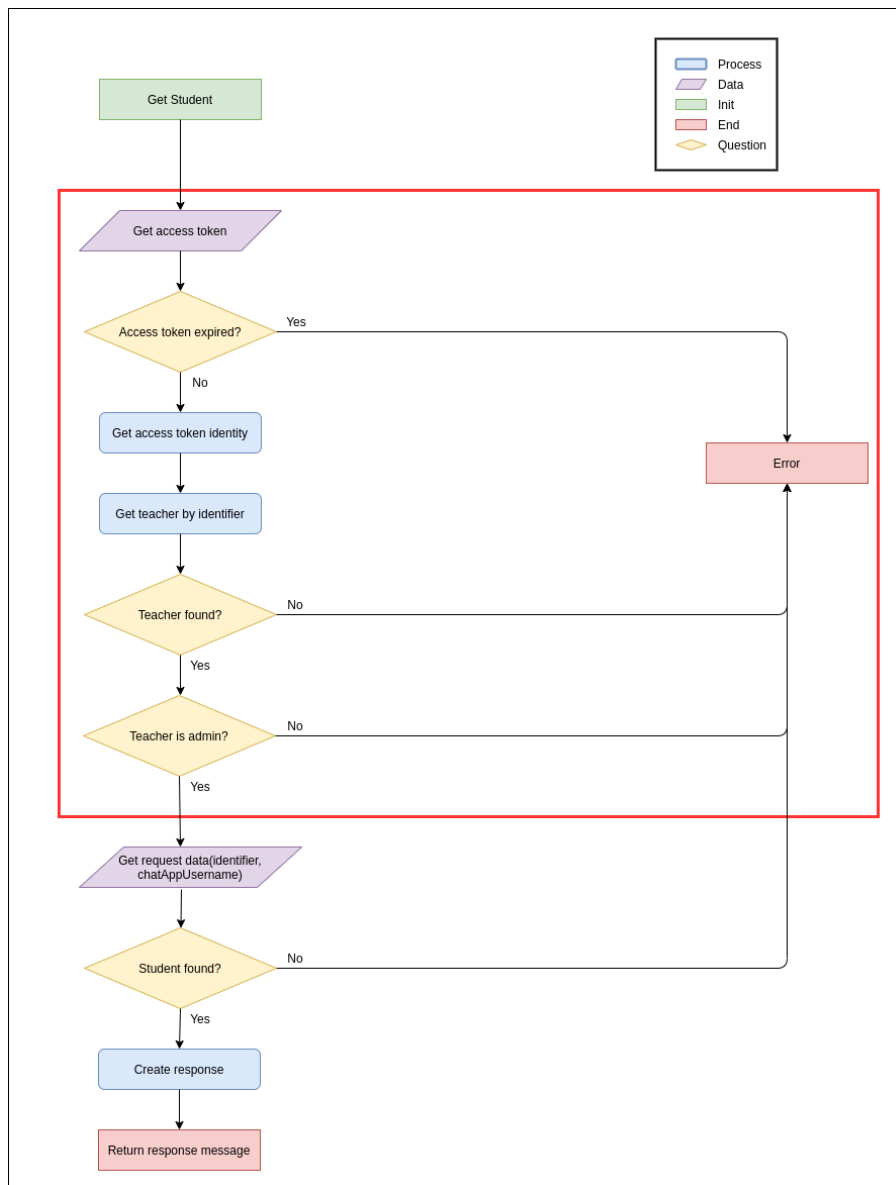 Process
Data
Init
End
Question
Get Student
Get access token
Access token expired?
Yes
No
Get access token identity
Error
Get teacher by identifier
Teacher found?
No
Yes
Teacher is admin?
No
Yes
Get request data(identifier,
chatAppUsername)
Student found?
No
Yes
Create response
Return response message